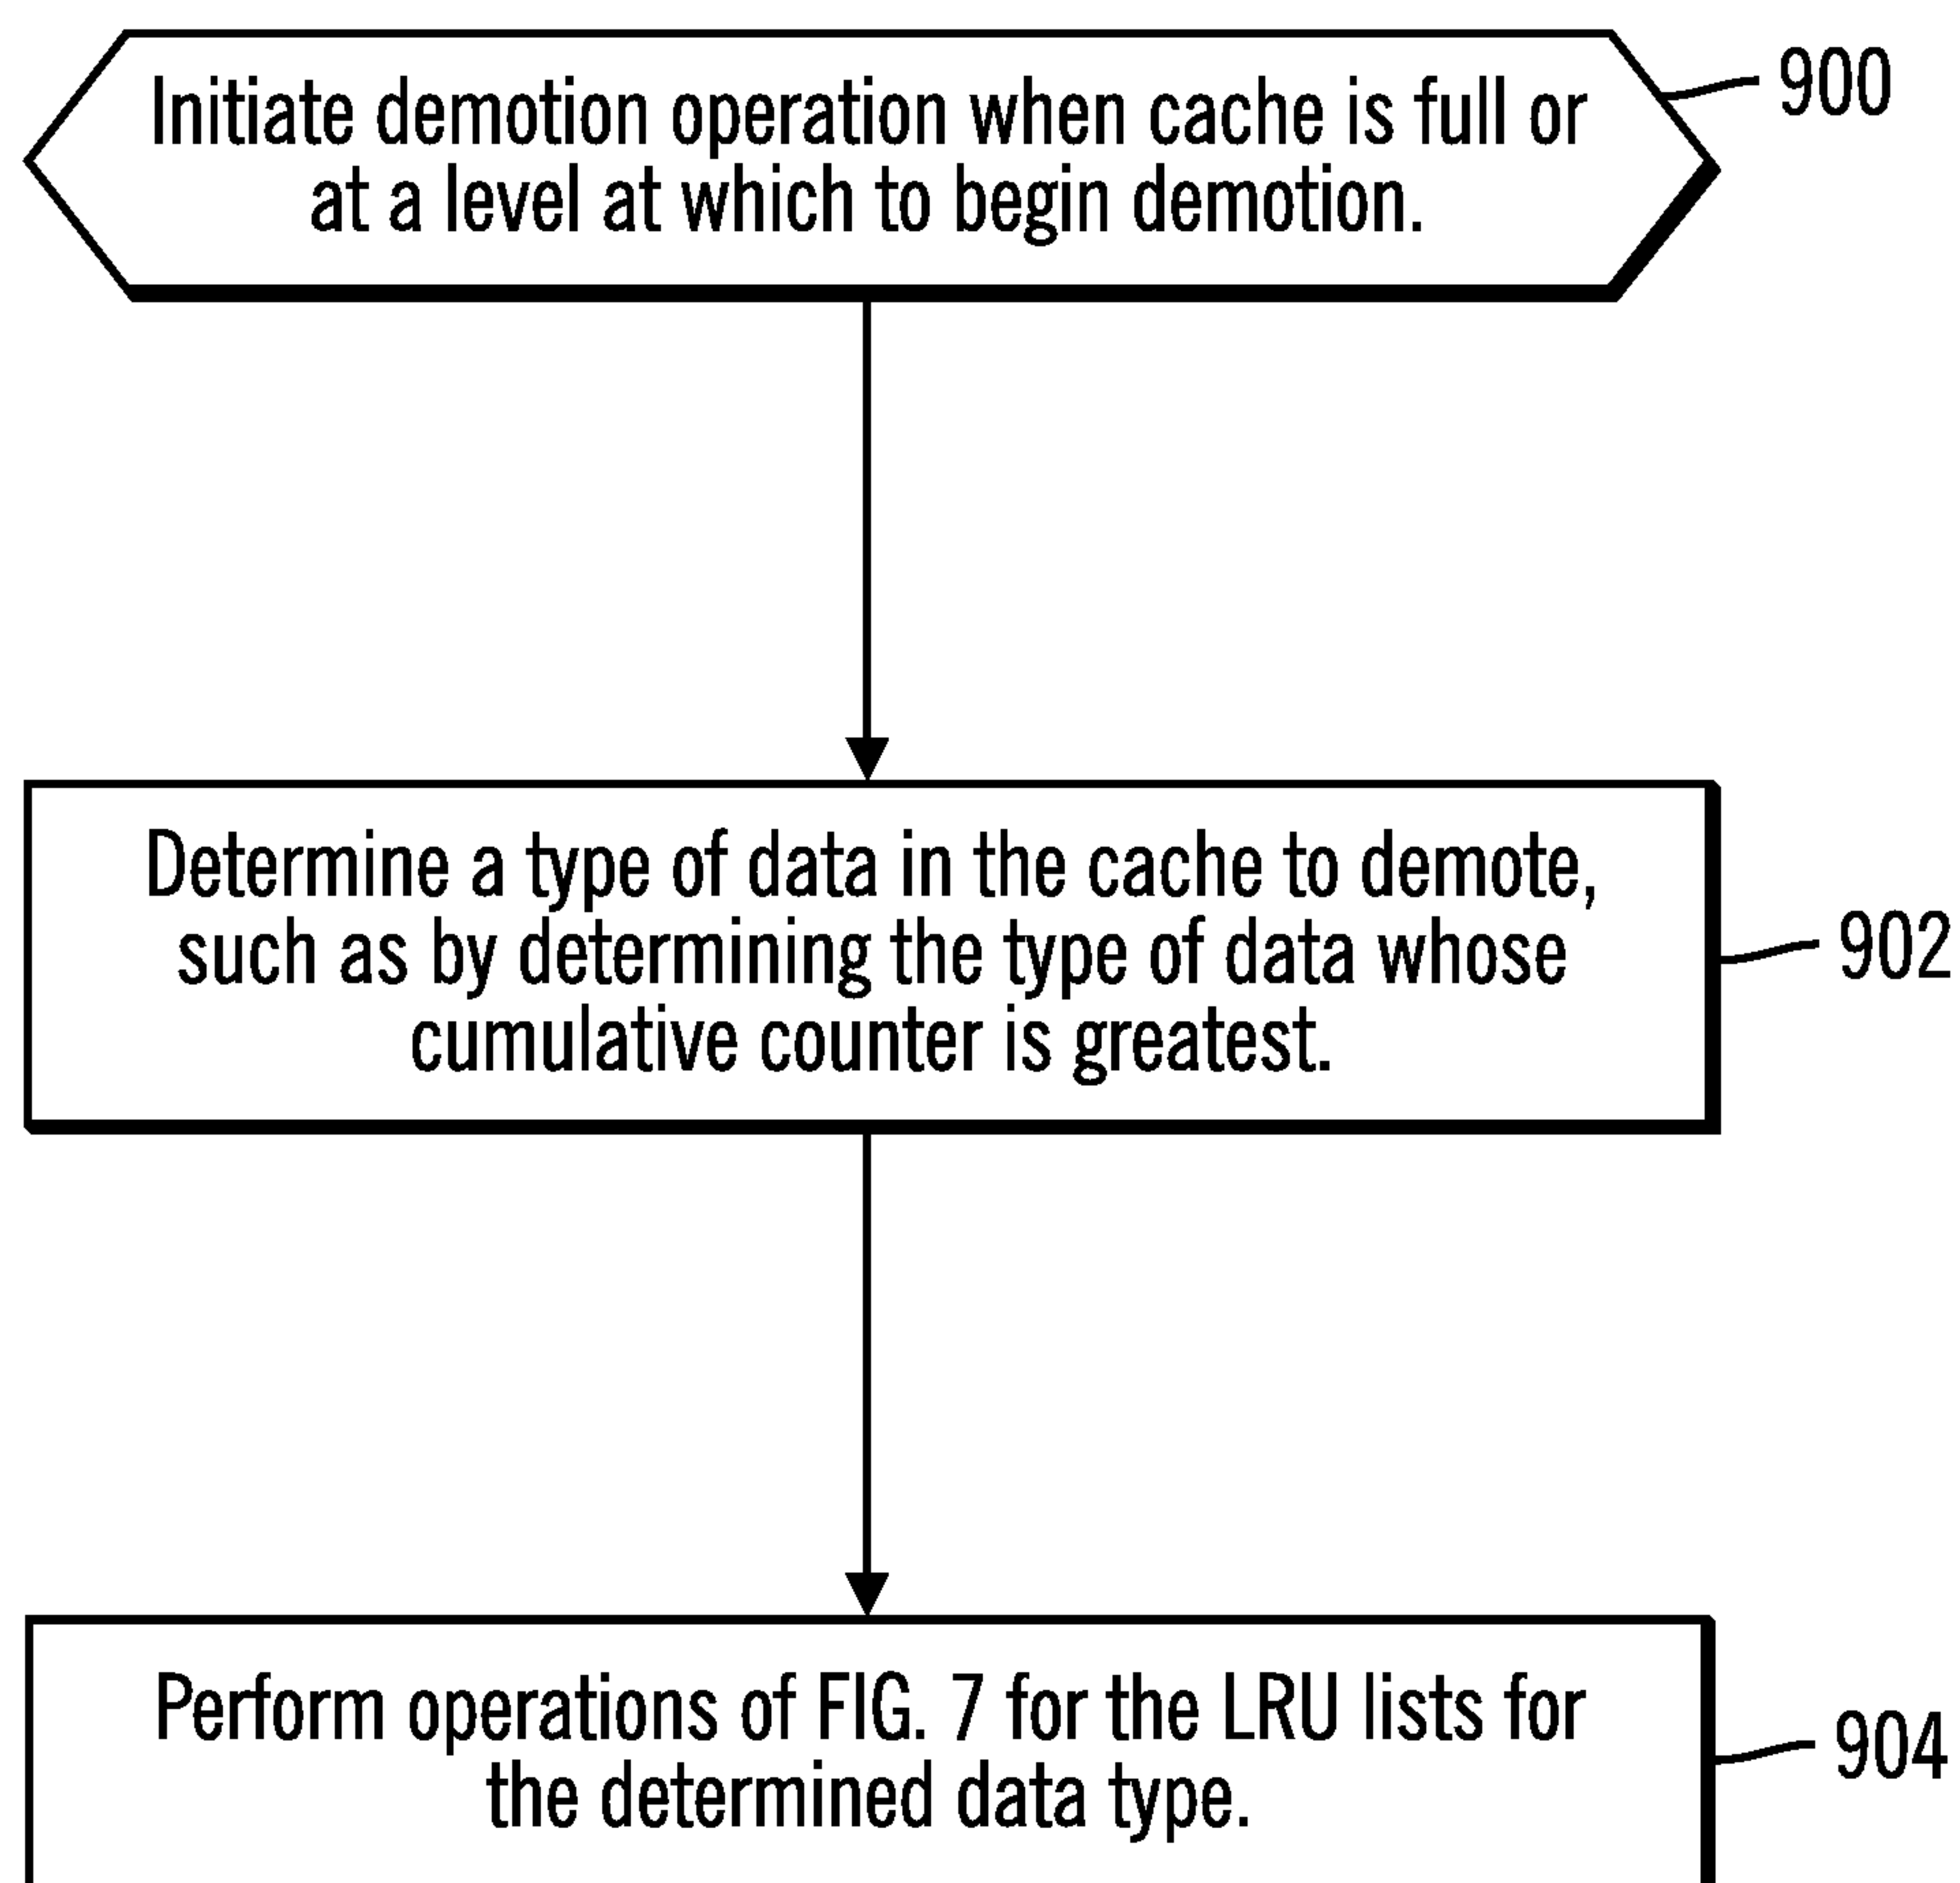 Initiate demotion operation when cache is full or
at a level at which to begin demotion.
900
Determine a type of data in the cache to demote,
such as by determining the type of data whose
cumulative counter is greatest.
902
Perform operations of FIG. 7 for the LRU lists for
the determined data type.
904